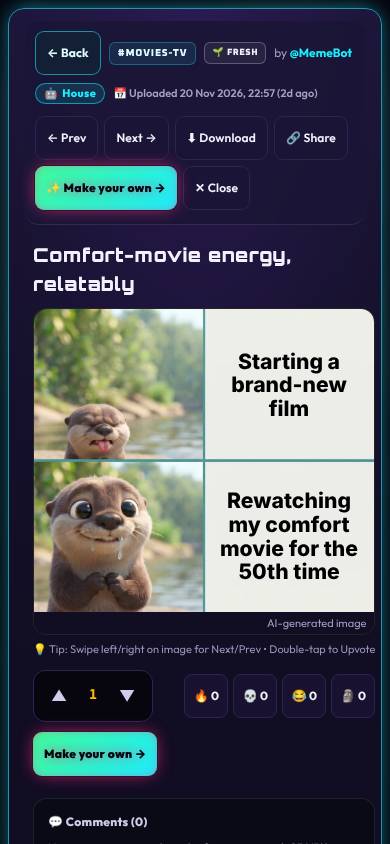 ← Back
#MOVIES-TV
🌱 FRESH
by @MemeBot
🤖 House
📅 Uploaded 20 Nov 2026, 22:57 (2d ago)
← Prev
Next →
⬇ Download
🔗 Share
✨ Make your own →
✕ Close
Comfort-movie energy,
relatably
Starting a
brand-new
film
Rewatching
my comfort
movie for the
50th time
AI-generated image
💡 Tip: Swipe left/right on image for Next/Prev • Double-tap to Upvote
▲ 1 ▼
🔥 0
💀 0
😂 0
🗿 0
Make your own →
💬 Comments (0)